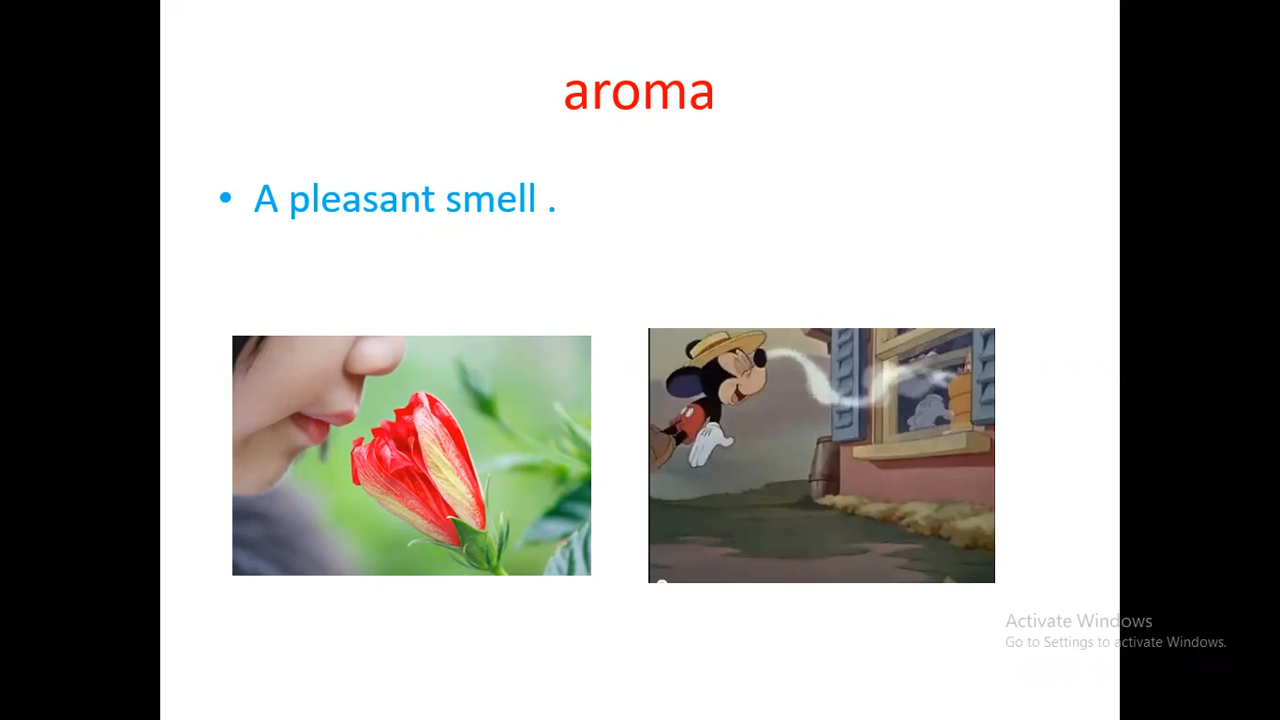 aroma
• A pleasant smell .
Activate Windows
Go to Settings to activate Windows.